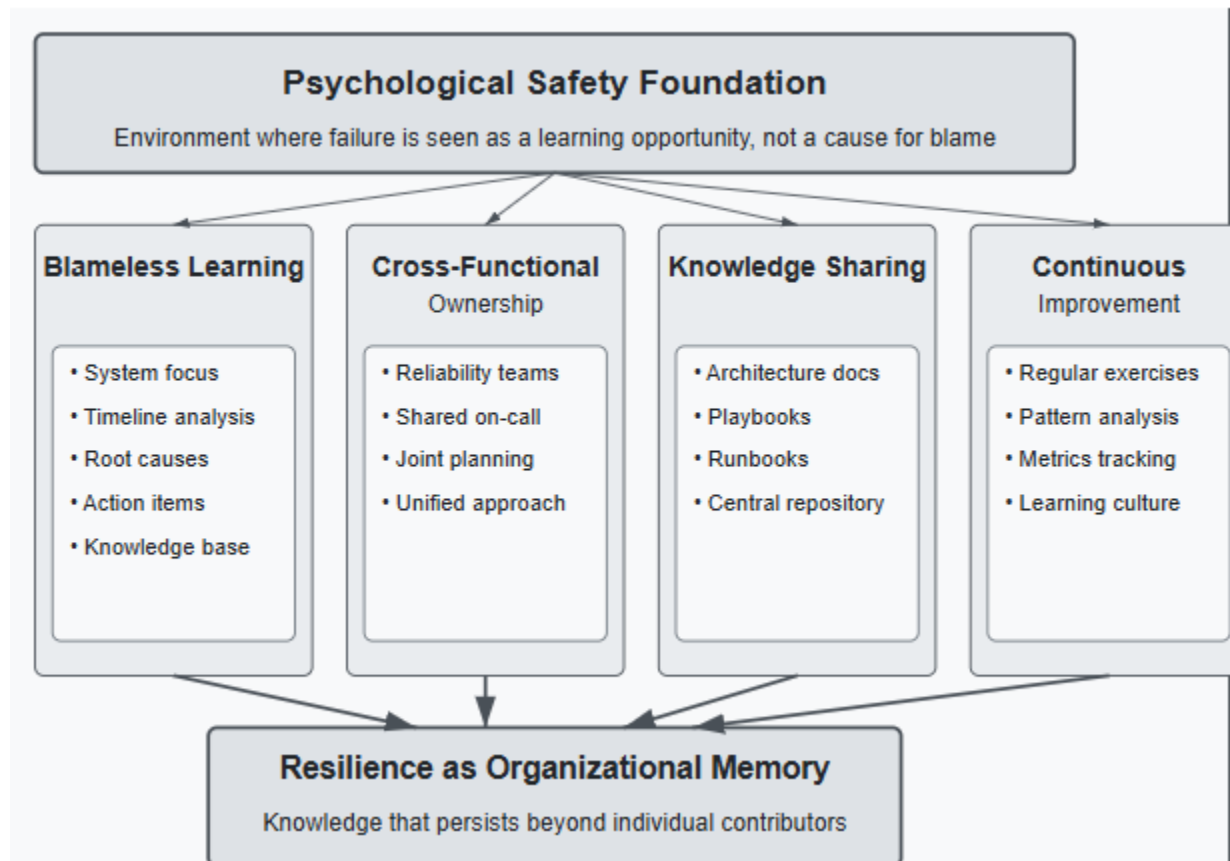 Psychological Safety Foundation
Environment where failure is seen as a learning opportunity, not a cause for blame
Blameless Learning
• System focus
• Timeline analysis
• Root causes
• Action items
• Knowledge base
Cross-Functional
Ownership
• Reliability teams
• Shared on-call
• Joint planning
• Unified approach
Knowledge Sharing
• Architecture docs
• Playbooks
• Runbooks
• Central repository
Continuous
Improvement
• Regular exercises
• Pattern analysis
• Metrics tracking
• Learning culture
Resilience as Organizational Memory
Knowledge that persists beyond individual contributors